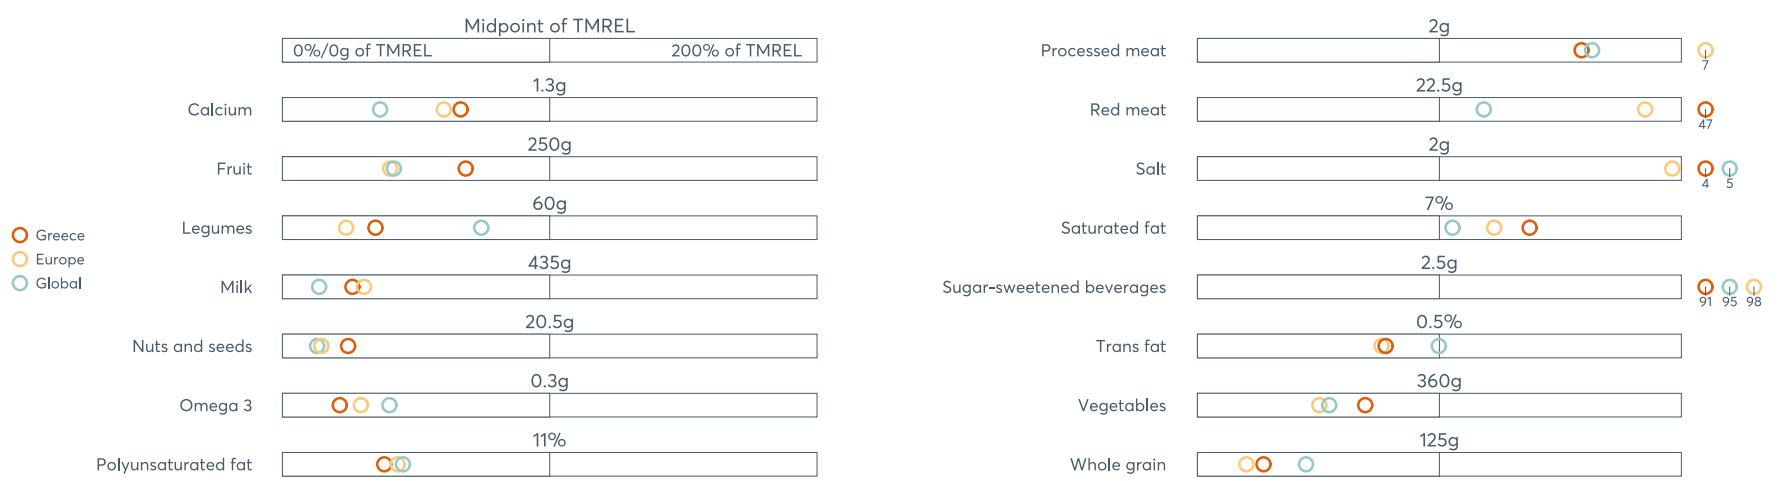 Midpoint of TMREL
0%/0g of TMREL 200% of TMREL
1.3g
Calcium
250g
Fruit
60g
Legumes
435g
Milk
20.5g
Nuts and seeds
0.3g
Omega 3
11%
Polyunsaturated fat
Greece
Europe
Global
2g
Processed meat
7
22.5g
Red meat
47
2g
Salt
4 5
7%
Saturated fat
2.5g
Sugar-sweetened beverages
91 95 98
0.5%
Trans fat
360g
Vegetables
125g
Whole grain